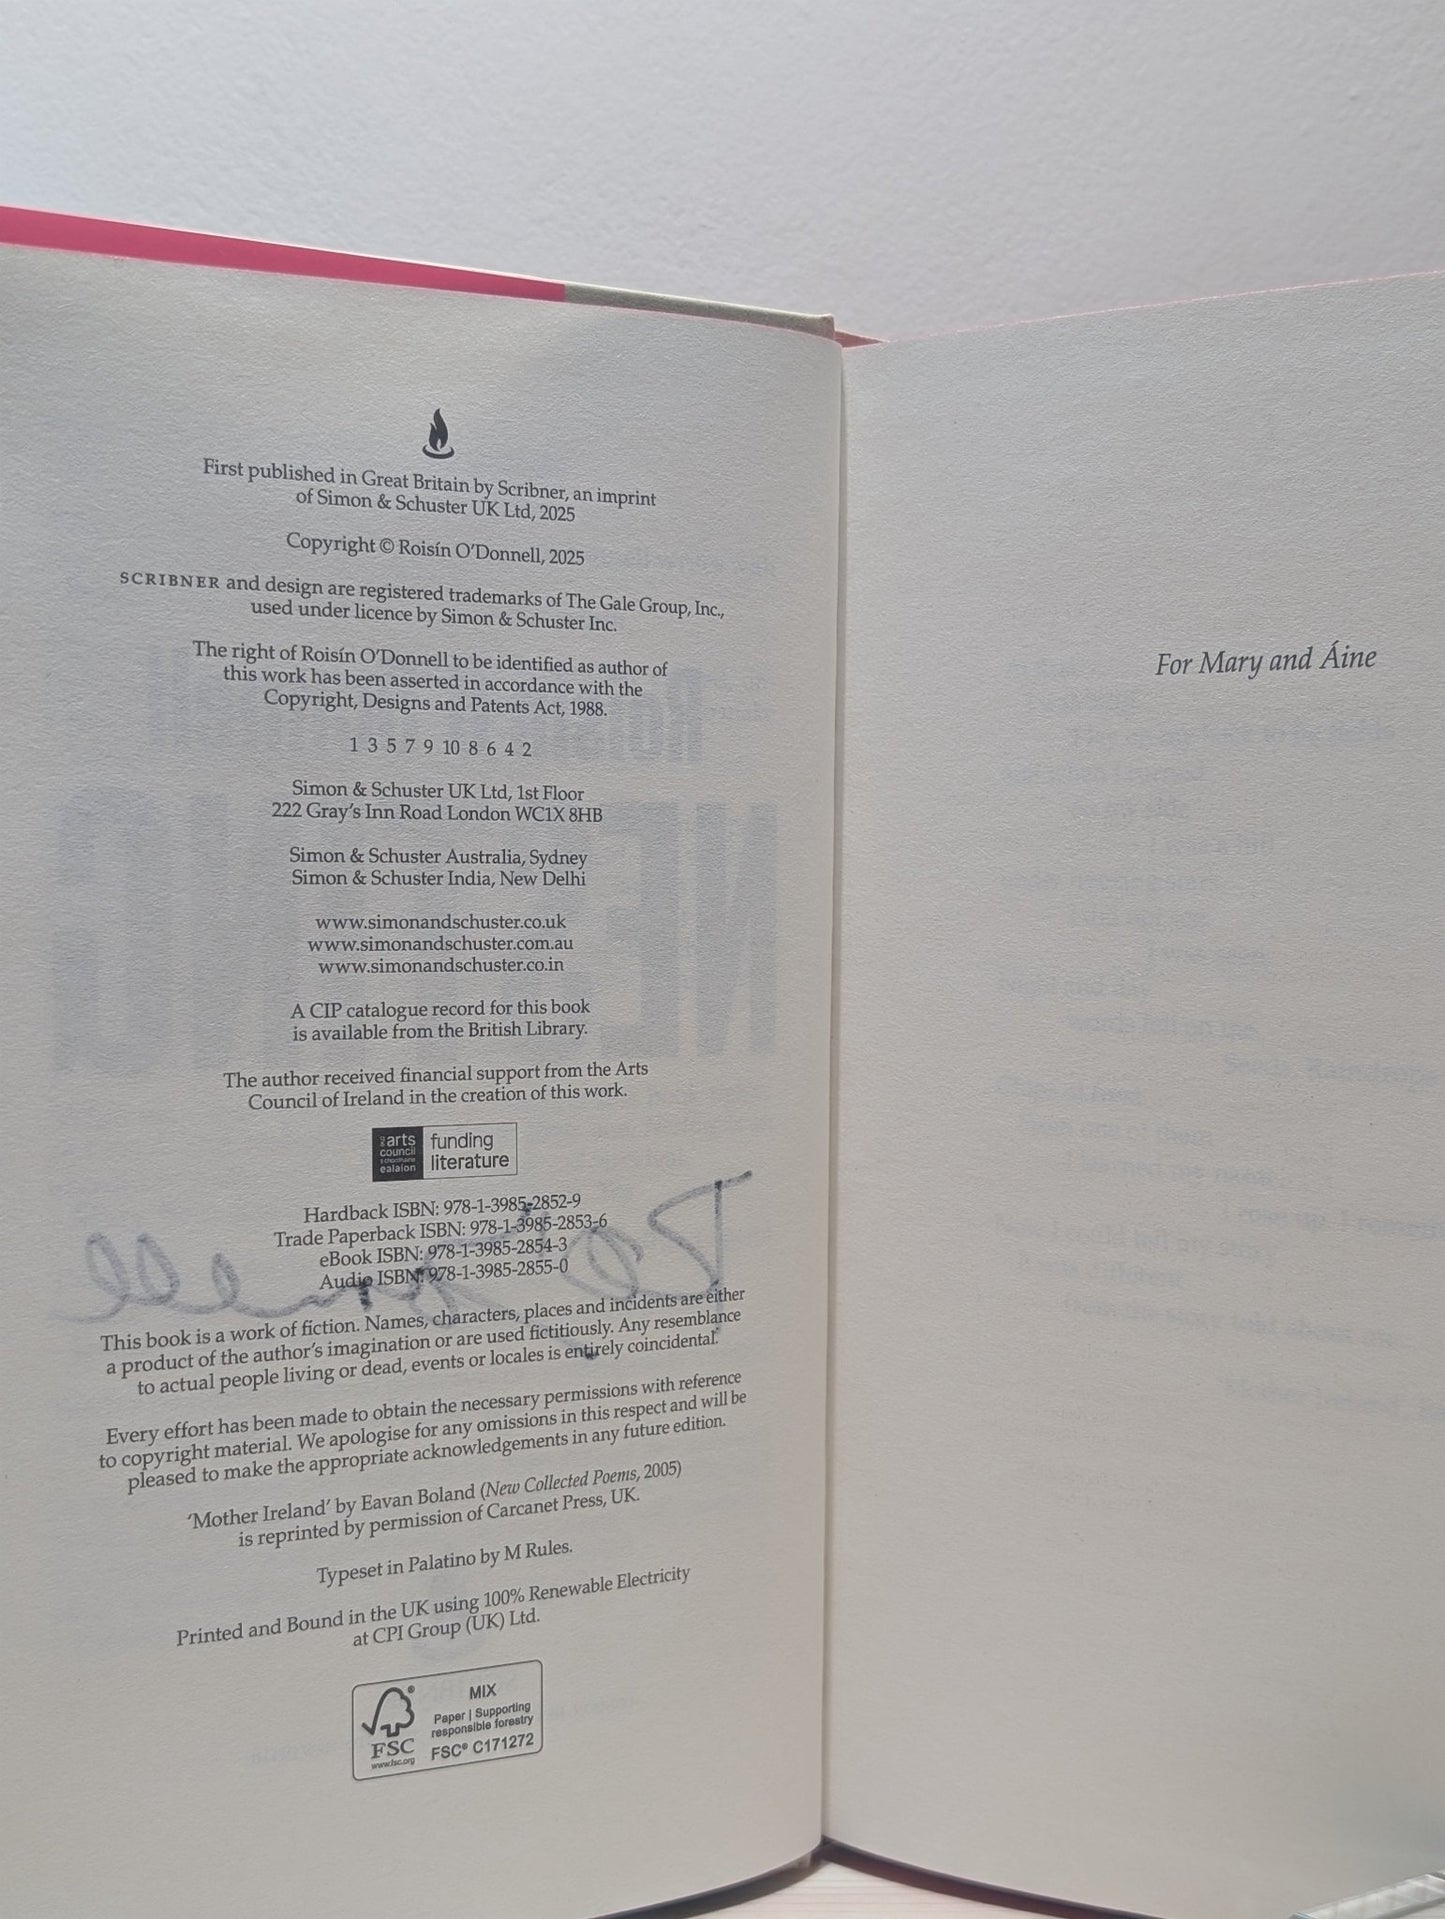 First published in Great Britain by Scribner, an imprint
of Simon & Schuster UK Ltd, 2025
Copyright © Roisín O'Donnell, 2025
SCRIBNER and design are registered trademarks of The Gale Group, Inc.,
used under licence by Simon & Schuster Inc.
The right of Roisín O'Donnell to be identified as author of
this work has been asserted in accordance with the
Copyright, Designs and Patents Act, 1988.
1 3 5 7 9 10 8 6 4 2
Simon & Schuster UK Ltd, 1st Floor
222 Gray's Inn Road London WC1X 8HB
Simon & Schuster Australia, Sydney
Simon & Schuster India, New Delhi
www.simonandschuster.co.uk
www.simonandschuster.com.au
www.simonandschuster.co.in
A CIP catalogue record for this book
is available from the British Library.
The author received financial support from the Arts
Council of Ireland in the creation of this work.
arts
council
ealaíon
funding
literature
Hardback ISBN: 978-1-3985-2852-9
Trade Paperback ISBN: 978-1-3985-2853-6
eBook ISBN: 978-1-3985-2854-3
Audio ISBN: 978-1-3985-2855-0
This book is a work of fiction. Names, characters, places and incidents are either
a product of the author's imagination or are used fictitiously. Any resemblance
to actual people living or dead, events or locales is entirely coincidental.
Every effort has been made to obtain the necessary permissions with reference
to copyright material. We apologise for any omissions in this respect and will be
pleased to make the appropriate acknowledgements in any future edition.
'Mother Ireland' by Eavan Boland (New Collected Poems, 2005)
is reprinted by permission of Carcanet Press, UK.
Typeset in Palatino by M Rules.
Printed and Bound in the UK using 100% Renewable Electricity
at CPI Group (UK) Ltd.
FSC
www.fsc.org
MIX
Paper | Supporting
responsible forestry
FSC® C171272
For Mary and Áine